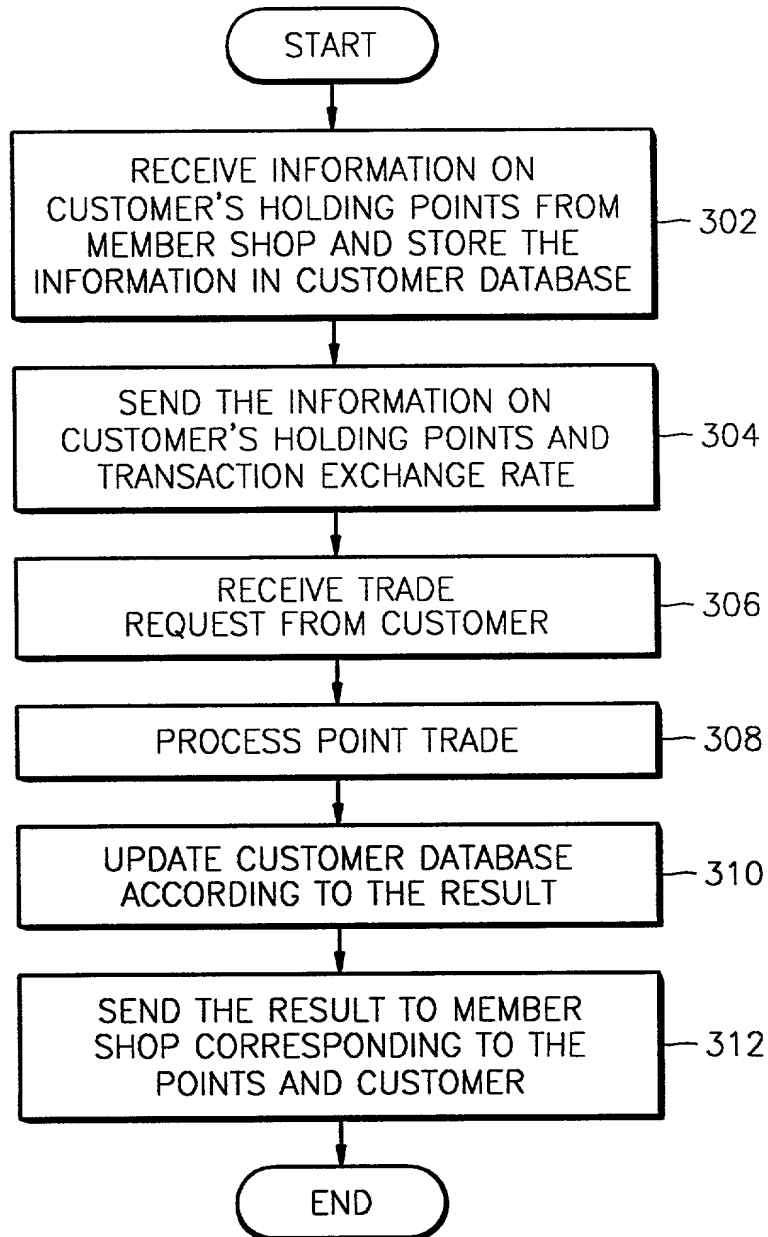 START
RECEIVE INFORMATION ON
CUSTOMER'S HOLDING POINTS FROM
MEMBER SHOP AND STORE THE
INFORMATION IN CUSTOMER DATABASE
302
SEND THE INFORMATION ON
CUSTOMER'S HOLDING POINTS AND
TRANSACTION EXCHANGE RATE
304
RECEIVE TRADE
REQUEST FROM CUSTOMER
306
PROCESS POINT TRADE
308
UPDATE CUSTOMER DATABASE
ACCORDING TO THE RESULT
310
SEND THE RESULT TO MEMBER
SHOP CORRESPONDING TO THE
POINTS AND CUSTOMER
312
END